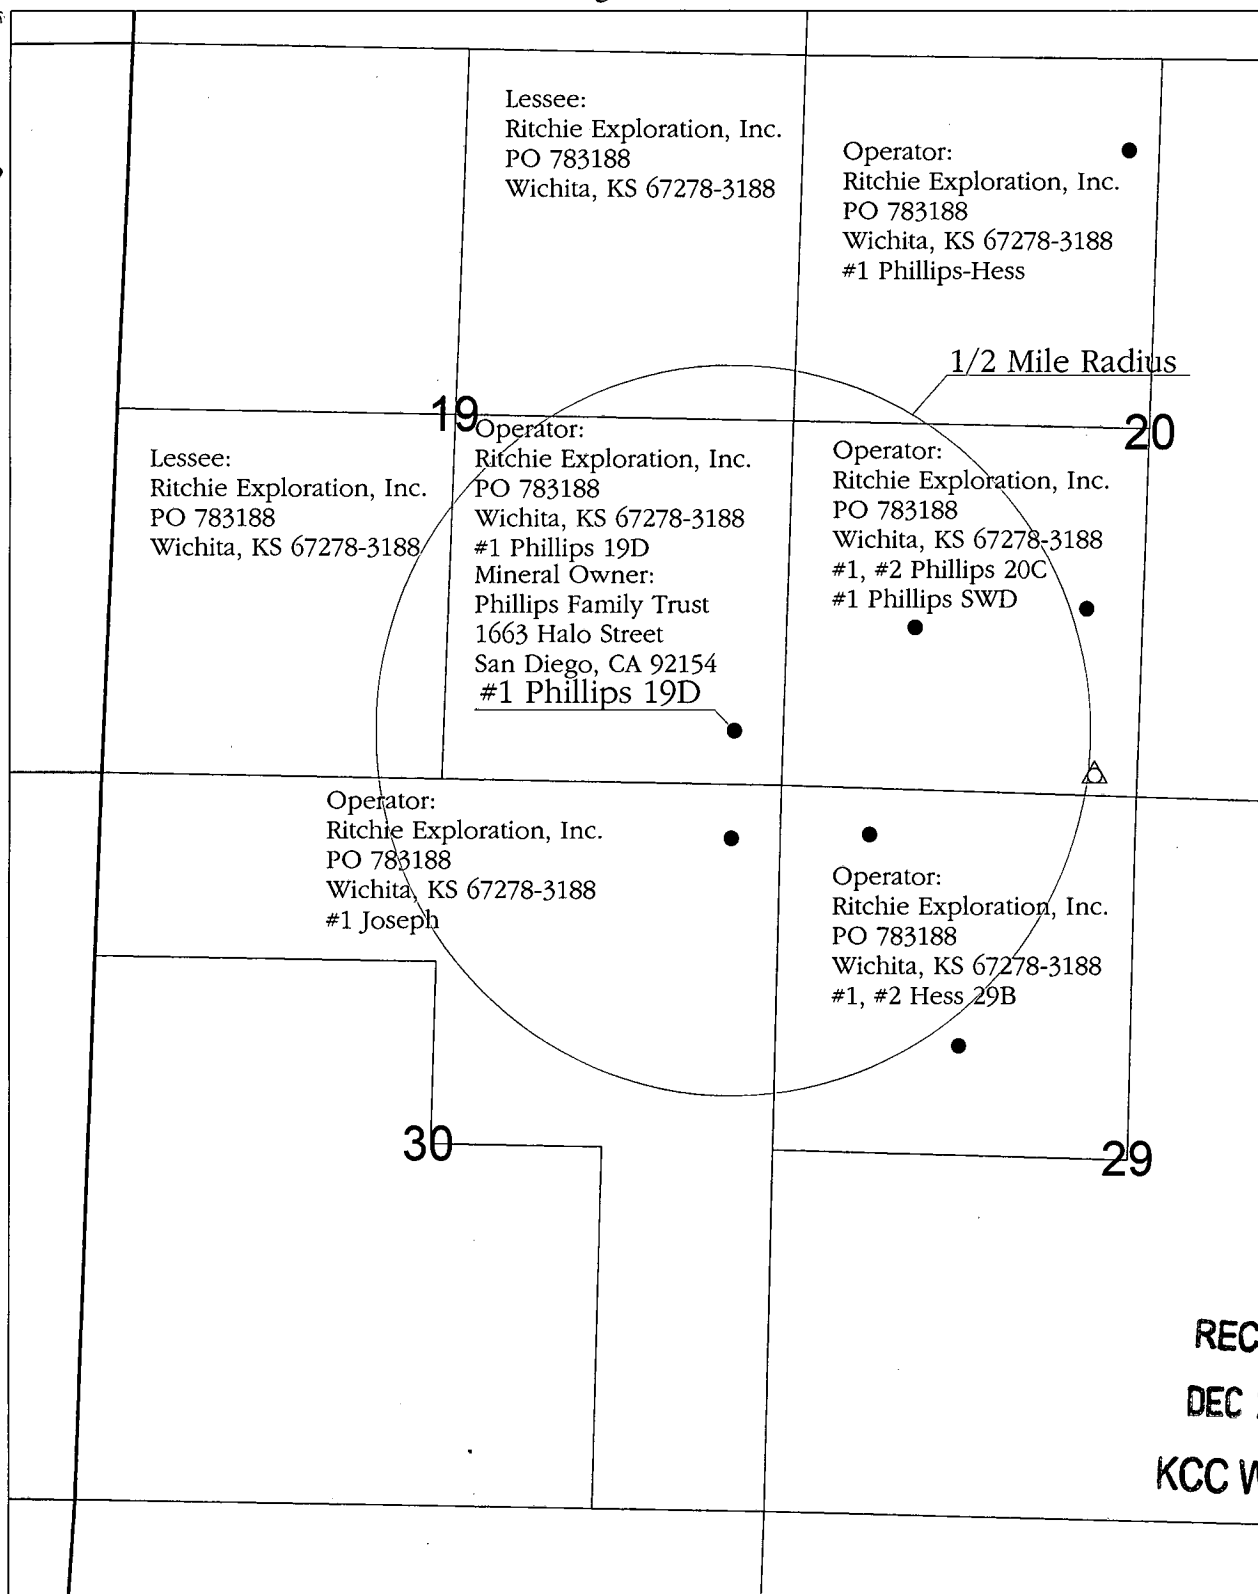 Lessee:
Ritchie Exploration, Inc.
PO 783188
Wichita, KS 67278-3188
Operator:
Ritchie Exploration, Inc.
PO 783188
Wichita, KS 67278-3188
#1 Phillips-Hess
1/2 Mile Radius
19
20
Lessee:
Ritchie Exploration, Inc.
PO 783188
Wichita, KS 67278-3188
Operator:
Ritchie Exploration, Inc.
PO 783188
Wichita, KS 67278-3188
#1 Phillips 19D
Mineral Owner:
Phillips Family Trust
1663 Halo Street
San Diego, CA 92154
#1 Phillips 19D
Operator:
Ritchie Exploration, Inc.
PO 783188
Wichita, KS 67278-3188
#1, #2 Phillips 20C
#1 Phillips SWD
Operator:
Ritchie Exploration, Inc.
PO 783188
Wichita, KS 67278-3188
#1 Joseph
Operator:
Ritchie Exploration, Inc.
PO 783188
Wichita, KS 67278-3188
#1, #2 Hess 29B
30
29
REC
DEC
KCC W